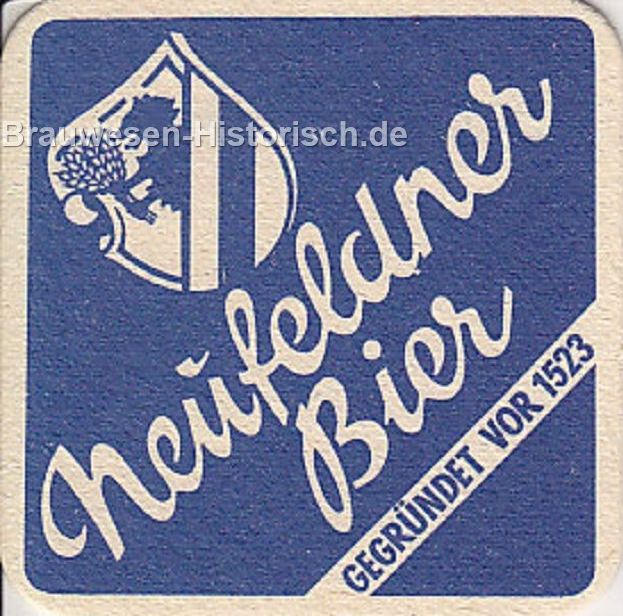 Brauwesen-Historisch.de
Neufeldner
Bier
GEGRÜNDET VOR 1523